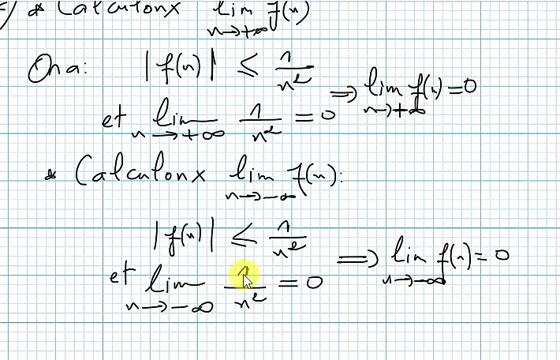 * Calculons lim f(x)
x→+∞
On a: |f(x)| ≤ 1/x²
et lim 1/x² = 0 ⟹ lim f(x) = 0
x→+∞ x→+∞
* Calculons lim f(x):
x→-∞
|f(x)| ≤ 1/x²
et lim 1/x² = 0 ⟹ lim f(x) = 0
x→-∞ x→-∞